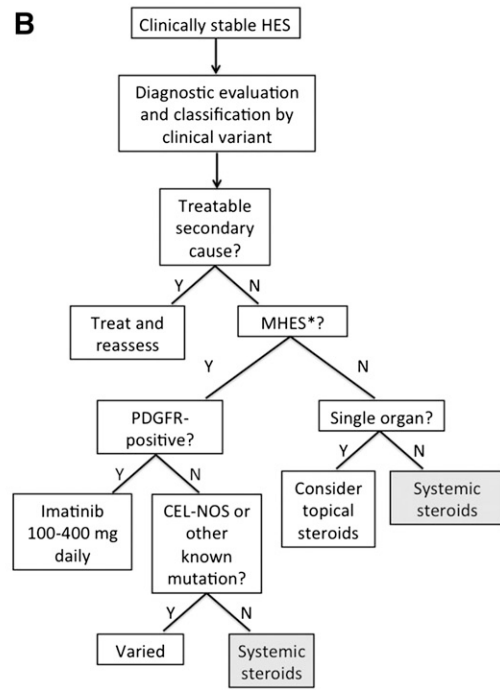 B
Clinically stable HES
Diagnostic evaluation
and classification by
clinical variant
Treatable
secondary
cause?
Y
N
Treat and
reassess
MHES*?
Y
N
PDGFR-
positive?
Single organ?
Y
N
Y
N
Imatinib
100-400 mg
daily
CEL-NOS or
other
known
mutation?
Consider
topical
steroids
Systemic
steroids
Y
N
Varied
Systemic
steroids